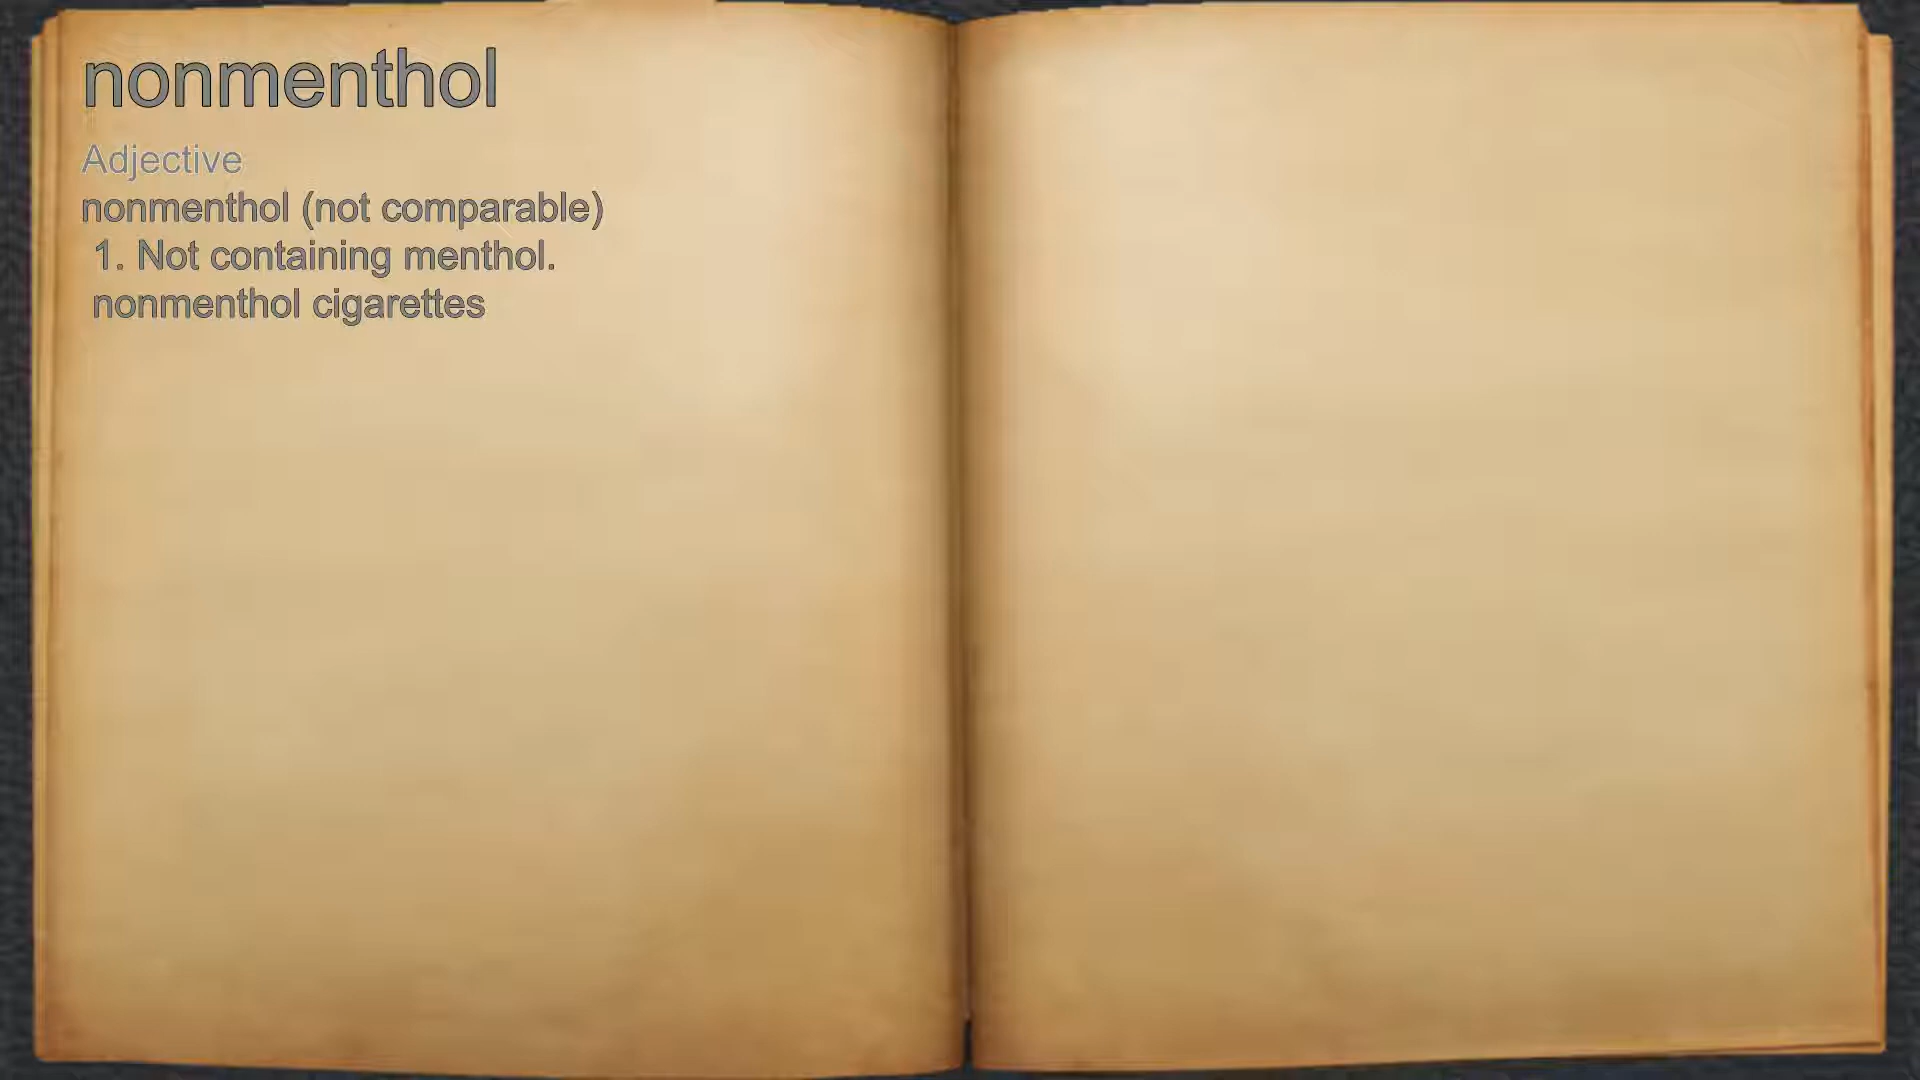 nonmenthol
Adjective
nonmenthol (not comparable)
1. Not containing menthol.
nonmenthol cigarettes